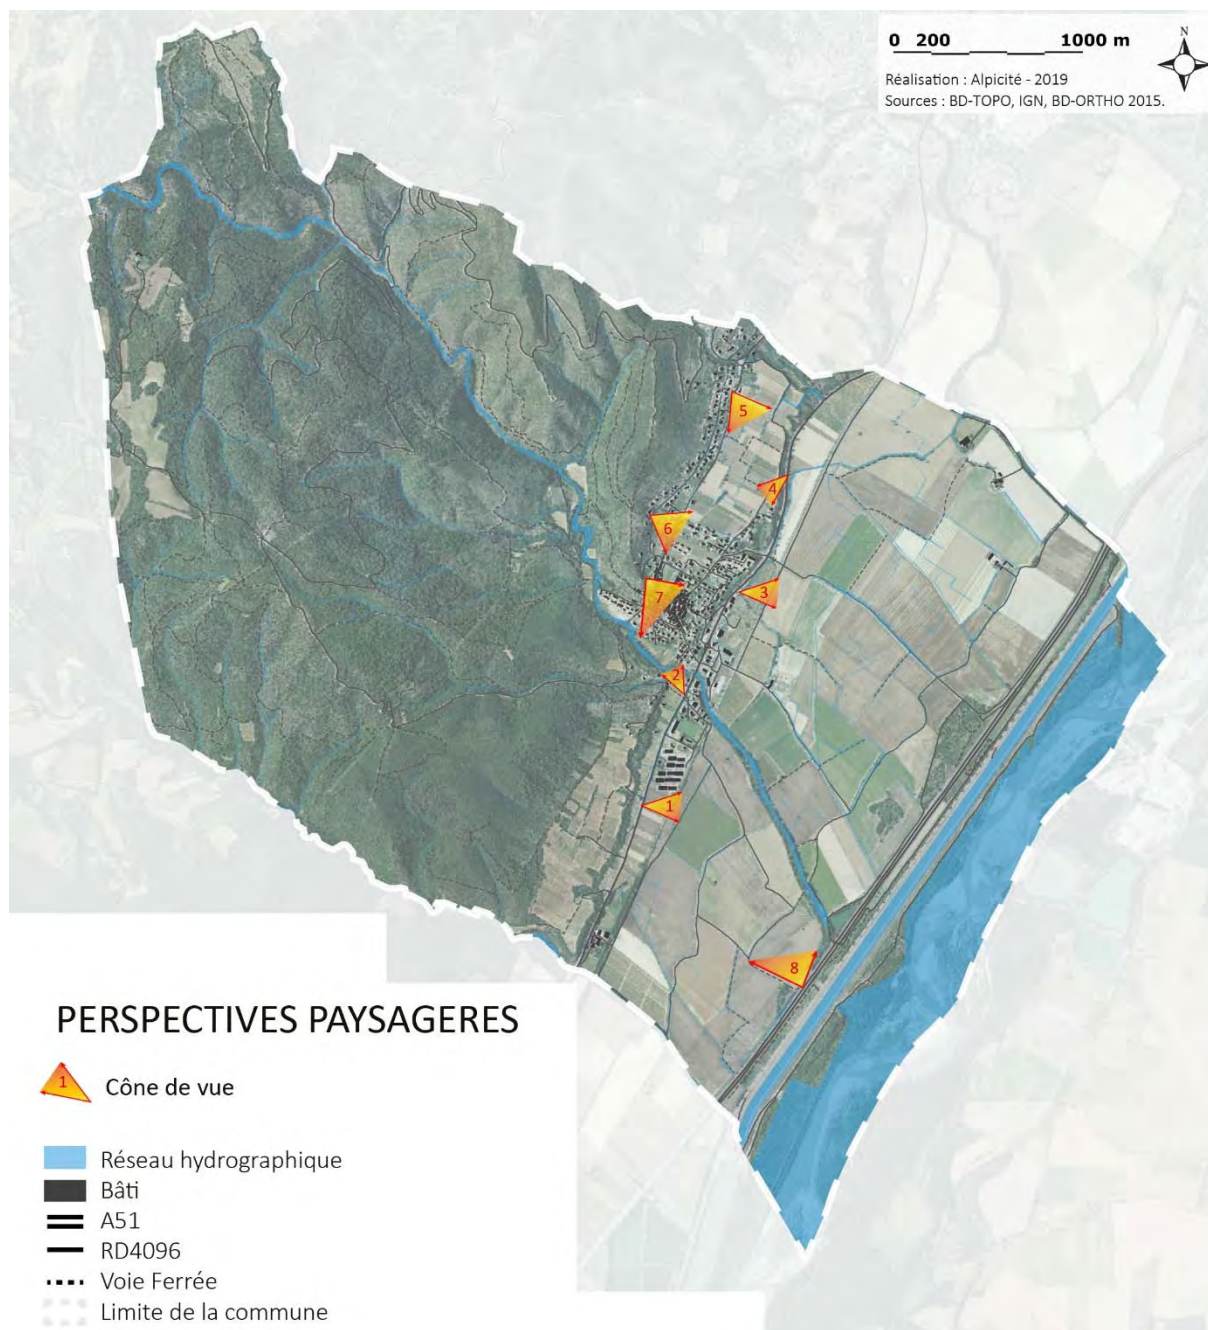 0 200 1000 m
N
Réalisation : Alpicité - 2019
Sources : BD-TOPO, IGN, BD-ORTHO 2015.
5
4
6
3
7
2
1
8
PERSPECTIVES PAYSAGERES
1 Cône de vue
Réseau hydrographique
Bâti
A51
RD4096
Voie Ferrée
Limite de la commune